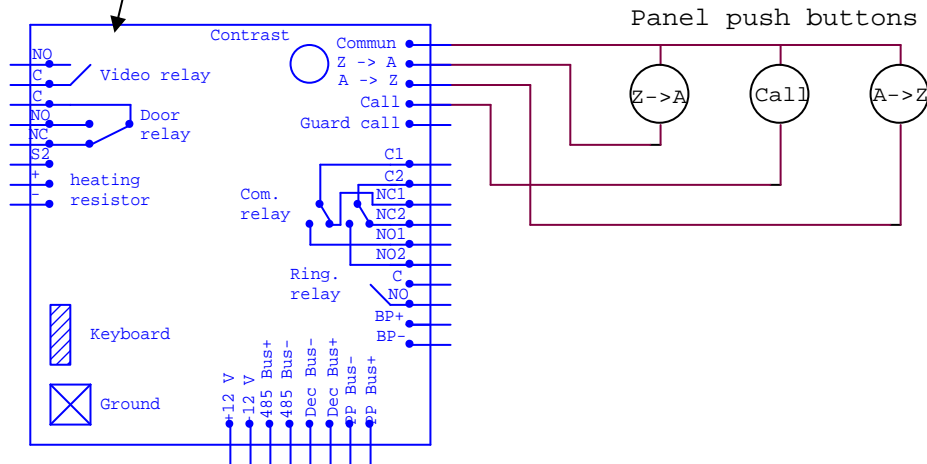 Panel push buttons
Contrast
Commun
Z -> A
A -> Z
Call
Guard call
Z->A
Call
A->Z
NO
C
Video relay
C
NO
NC
Door
relay
S2
+
-
heating
resistor
C1
C2
NC1
NC2
NO1
NO2
Com.
relay
Ring.
relay
C
NO
BP+
BP-
Keyboard
Ground
+12 V
-12 V
485 Bus+
485 Bus-
Dec Bus-
Dec Bus+
PP Bus-
PP Bus+